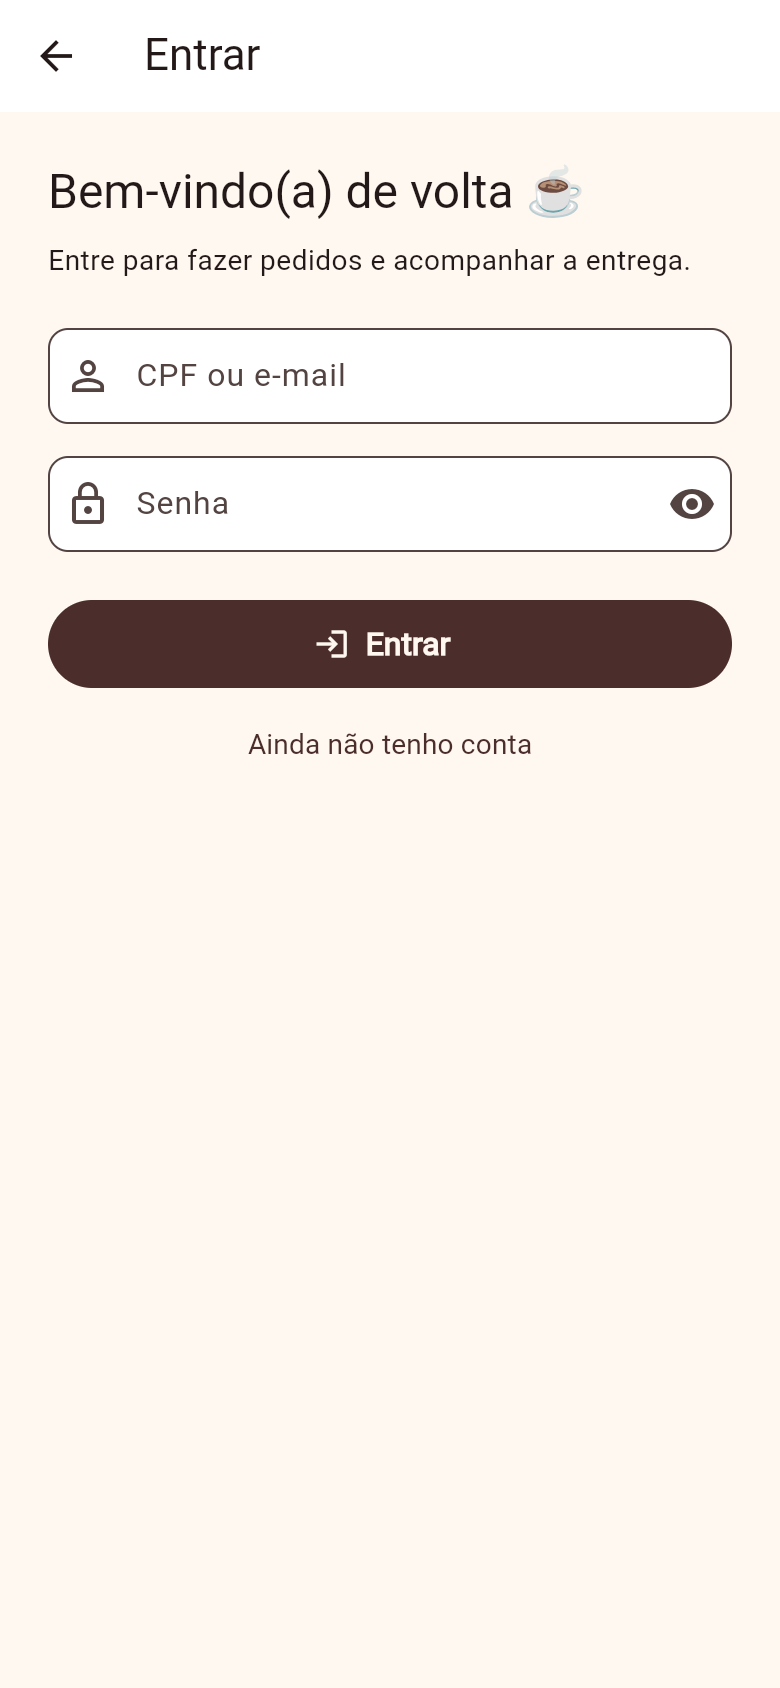 Entrar
Bem-vindo(a) de volta ☕
Entre para fazer pedidos e acompanhar a entrega.
CPF ou e-mail
Senha
Entrar
Ainda não tenho conta